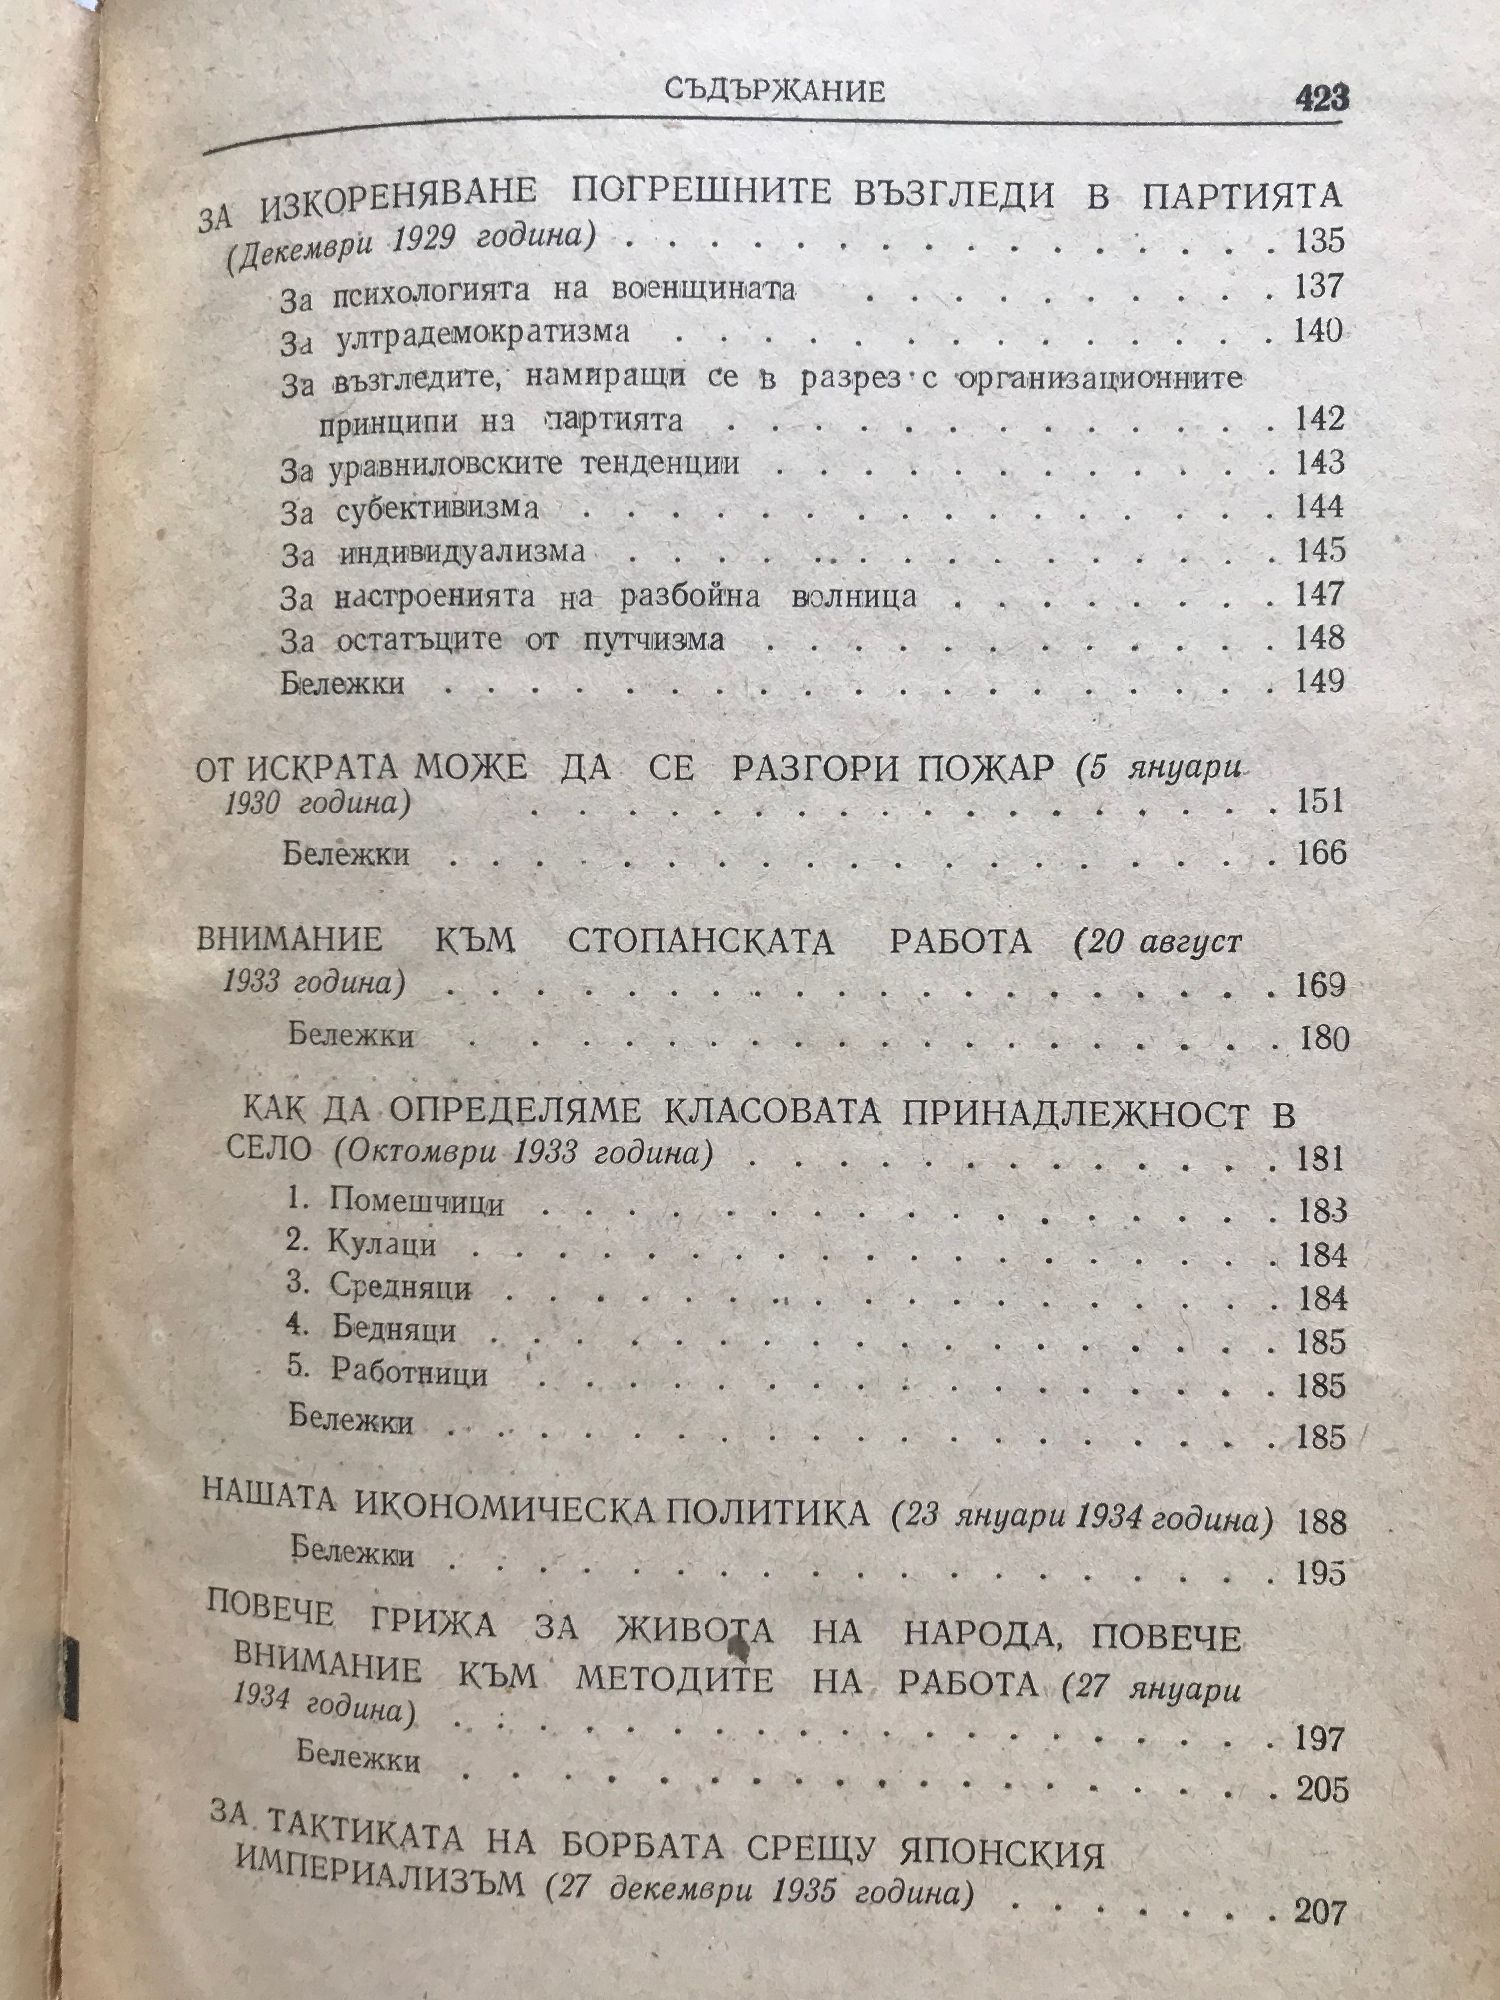 СЪДЪРЖАНИЕ 423
ЗА ИЗКОРЕНЯВАНЕ ПОГРЕШНИТЕ ВЪЗГЛЕДИ В ПАРТИЯТА
(Декември 1929 година) . . . . . . . . . . . . . . . . 135
За психологията на военщината . . . . . . . . . . 137
За ултрадемократизма . . . . . . . . . . . . . . 140
За възгледите, намиращи се в разрез с организационните
принципи на партията . . . . . . . . . . . . . 142
За уравниловските тенденции . . . . . . . . . . . . 143
За субективизма . . . . . . . . . . . . . . . . 144
За индивидуализма . . . . . . . . . . . . . . . 145
За настроенията на разбойна волница . . . . . . . . 147
За остатъците от путчизма . . . . . . . . . . . . 148
Бележки . . . . . . . . . . . . . . . . . . . 149
ОТ ИСКРАТА МОЖЕ ДА СЕ РАЗГОРИ ПОЖАР (5 януари
1930 година) . . . . . . . . . . . . . . . . . . 151
Бележки . . . . . . . . . . . . . . . . . . . 166
ВНИМАНИЕ КЪМ СТОПАНСКАТА РАБОТА (20 август
1933 година) . . . . . . . . . . . . . . . . . . . 169
Бележки . . . . . . . . . . . . . . . . . . . 180
КАК ДА ОПРЕДЕЛЯМЕ КЛАСОВАТА ПРИНАДЛЕЖНОСТ В
СЕЛО (Октомври 1933 година) . . . . . . . . . . . . 181
1. Помешчици . . . . . . . . . . . . . . . . . 183
2. Кулаци . . . . . . . . . . . . . . . . . . . 184
3. Средняци . . . . . . . . . . . . . . . . . . 184
4. Бедняци . . . . . . . . . . . . . . . . . . 185
5. Работници . . . . . . . . . . . . . . . . . 185
Бележки . . . . . . . . . . . . . . . . . . . 185
НАШАТА ИКОНОМИЧЕСКА ПОЛИТИКА (23 януари 1934 година) 188
Бележки . . . . . . . . . . . . . . . . . . . 195
ПОВЕЧЕ ГРИЖА ЗА ЖИВОТА НА НАРОДА, ПОВЕЧЕ
ВНИМАНИЕ КЪМ МЕТОДИТЕ НА РАБОТА (27 януари
1934 година) . . . . . . . . . . . . . . . . . . . 197
Бележки . . . . . . . . . . . . . . . . . . . 205
ЗА ТАКТИКАТА НА БОРБАТА СРЕЩУ ЯПОНСКИЯ
ИМПЕРИАЛИЗЪМ (27 декември 1935 година) . . . . . . . 207